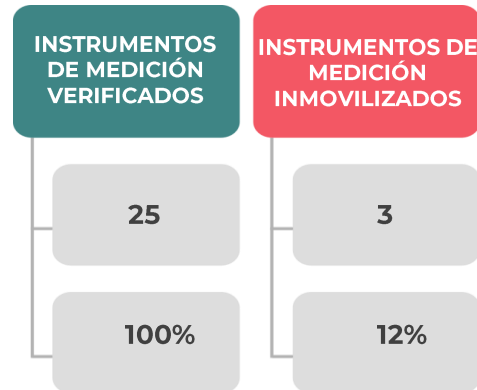 INSTRUMENTOS
DE MEDICIÓN
VERIFICADOS
25
100%
INSTRUMENTOS DE
MEDICIÓN
INMOVILIZADOS
3
12%